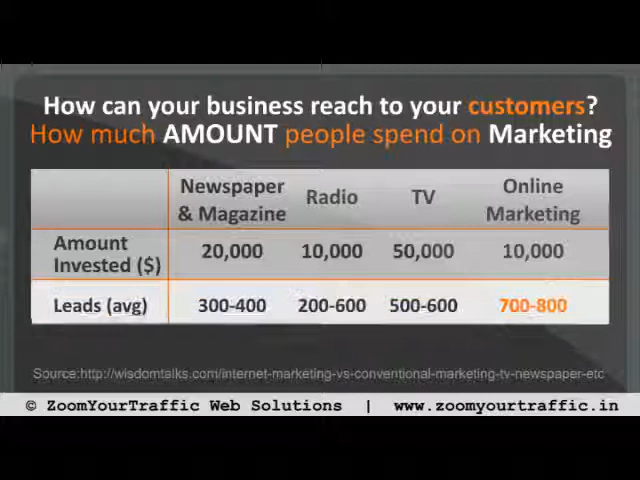 How can your business reach to your customers?
How much AMOUNT people spend on Marketing
Newspaper & Magazine Radio TV Online Marketing
Amount Invested ($) 20,000 10,000 50,000 10,000
Leads (avg) 300-400 200-600 500-600 700-800
Source:http://wisdomtalks.com/internet-marketing-vs-conventional-marketing-tv-newspaper-etc
© ZoomYourTraffic Web Solutions | www.zoomyourtraffic.in